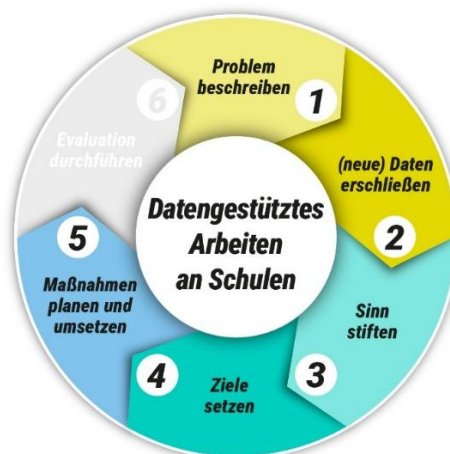 Datengestütztes
Arbeiten
an Schulen
Problem
beschreiben
1
(neue) Daten
erschließen
2
Sinn
stiften
3
Ziele
setzen
4
Maßnahmen
planen und
umsetzen
5
Evaluation
durchführen
6